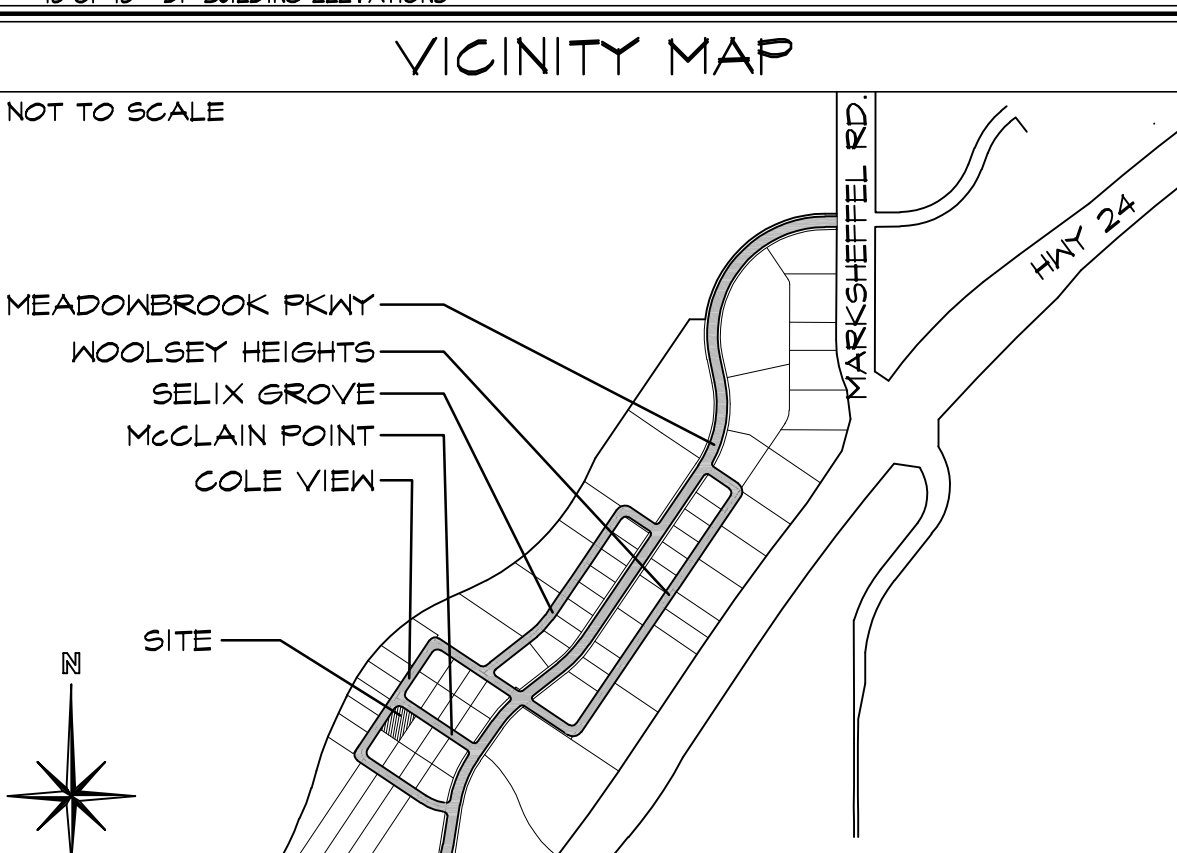 VICINITY MAP
NOT TO SCALE
MARKSHEFFEL RD.
HWY 24
MEADOWBROOK PKWY
WOOLSEY HEIGHTS
SELIX GROVE
McCLAIN POINT
COLE VIEW
SITE
N